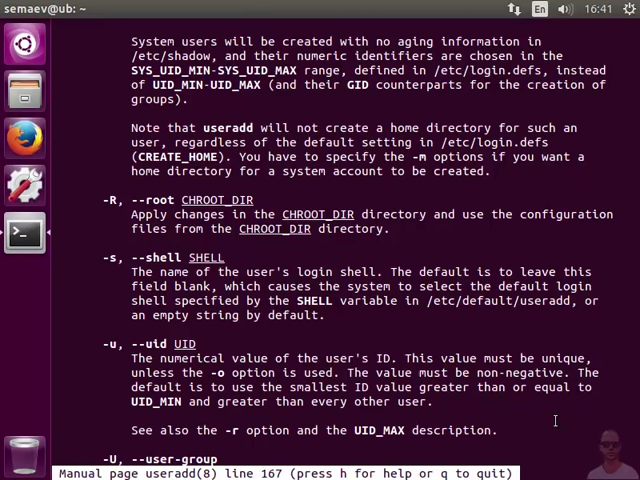 semaev@ub: ~
En
16:41
System users will be created with no aging information in
/etc/shadow, and their numeric identifiers are chosen in the
SYS_UID_MIN-SYS_UID_MAX range, defined in /etc/login.defs, instead
of UID_MIN-UID_MAX (and their GID counterparts for the creation of
groups).
Note that useradd will not create a home directory for such an
user, regardless of the default setting in /etc/login.defs
(CREATE_HOME). You have to specify the -m options if you want a
home directory for a system account to be created.
-R, --root CHROOT_DIR
Apply changes in the CHROOT_DIR directory and use the configuration
files from the CHROOT_DIR directory.
-s, --shell SHELL
The name of the user's login shell. The default is to leave this
field blank, which causes the system to select the default login
shell specified by the SHELL variable in /etc/default/useradd, or
an empty string by default.
-u, --uid UID
The numerical value of the user's ID. This value must be unique,
unless the -o option is used. The value must be non-negative. The
default is to use the smallest ID value greater than or equal to
UID_MIN and greater than every other user.
See also the -r option and the UID_MAX description.
-U, --user-group
Manual page useradd(8) line 167 (press h for help or q to quit)